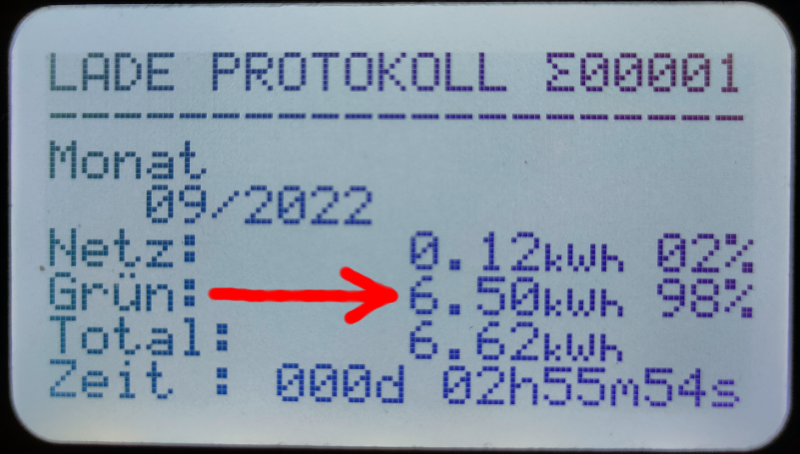 LADE PROTOKOLL Σ00001
--------------------------
Monat
09/2022
Netz: 0.12kWh 02%
Grün: 6.50kWh 98%
Total: 6.62kWh
Zeit : 000d 02h55m54s